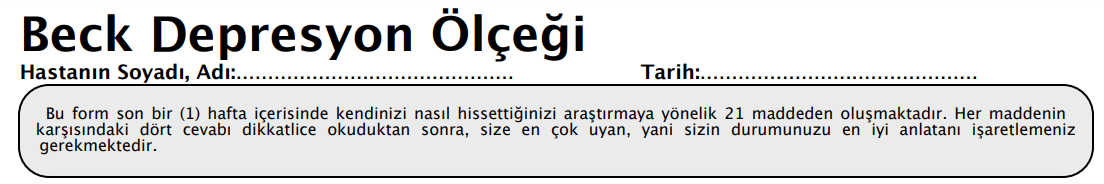 Beck Depresyon Ölçeği
Hastanın Soyadı, Adı:............................................ Tarih:............................................
Bu form son bir (1) hafta içerisinde kendinizi nasıl hissettiğinizi araştırmaya yönelik 21 maddeden oluşmaktadır. Her maddenin
karşısındaki dört cevabı dikkatlice okuduktan sonra, size en çok uyan, yani sizin durumunuzu en iyi anlatanı işaretlemeniz
gerekmektedir.